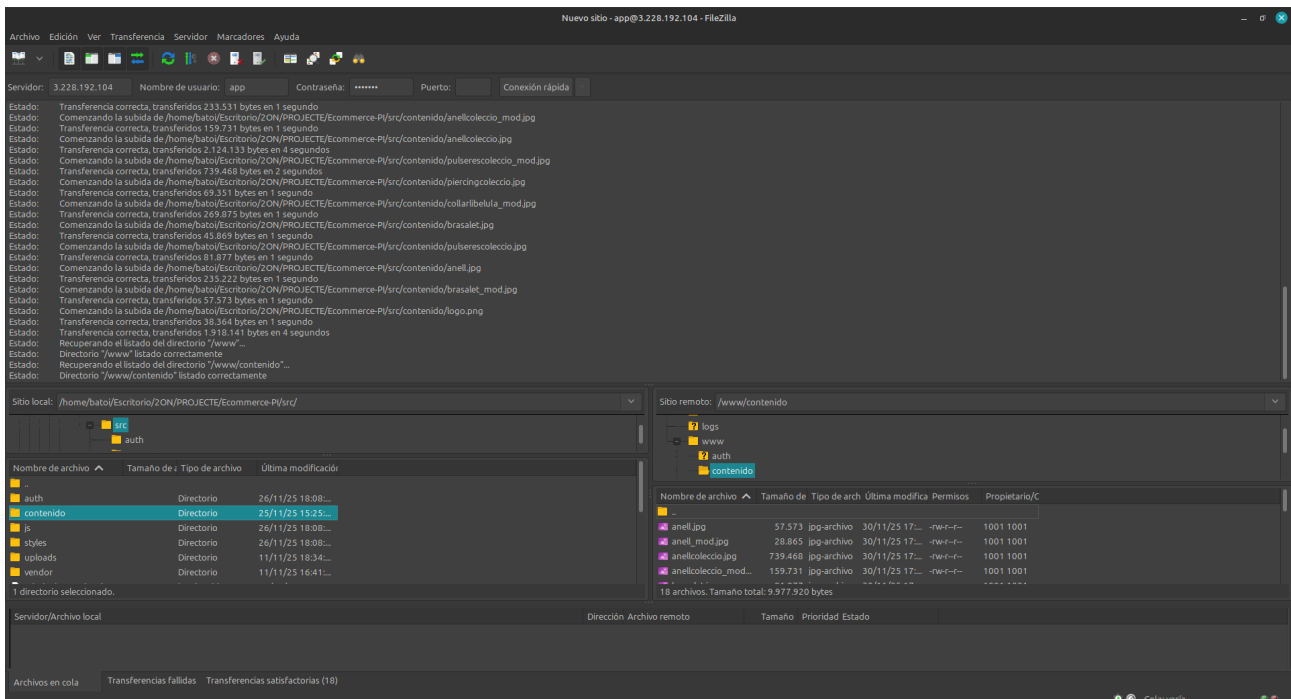 Nuevo sitio - app@3.228.192.104 - FileZilla
Archivo Edición Ver Transferencia Servidor Marcadores Ayuda
Servidor: 3.228.192.104 Nombre de usuario: app Contraseña: ••••••• Puerto: Conexión rápida
Estado: Transferencia correcta, transferidos 233.531 bytes en 1 segundo
Estado: Comenzando la subida de /home/batoi/Escritorio/2ON/PROJECTE/Ecommerce-PI/src/contenido/anellcoleccio_mod.jpg
Estado: Transferencia correcta, transferidos 159.731 bytes en 1 segundo
Estado: Comenzando la subida de /home/batoi/Escritorio/2ON/PROJECTE/Ecommerce-PI/src/contenido/anellcoleccio.jpg
Estado: Transferencia correcta, transferidos 2.124.133 bytes en 4 segundos
Estado: Comenzando la subida de /home/batoi/Escritorio/2ON/PROJECTE/Ecommerce-PI/src/contenido/pulserescoleccio_mod.jpg
Estado: Transferencia correcta, transferidos 739.468 bytes en 2 segundos
Estado: Comenzando la subida de /home/batoi/Escritorio/2ON/PROJECTE/Ecommerce-PI/src/contenido/piercingcoleccio.jpg
Estado: Transferencia correcta, transferidos 69.351 bytes en 1 segundo
Estado: Comenzando la subida de /home/batoi/Escritorio/2ON/PROJECTE/Ecommerce-PI/src/contenido/collarlibelula_mod.jpg
Estado: Transferencia correcta, transferidos 269.875 bytes en 1 segundo
Estado: Comenzando la subida de /home/batoi/Escritorio/2ON/PROJECTE/Ecommerce-PI/src/contenido/brasalet.jpg
Estado: Transferencia correcta, transferidos 45.869 bytes en 1 segundo
Estado: Comenzando la subida de /home/batoi/Escritorio/2ON/PROJECTE/Ecommerce-PI/src/contenido/pulserescoleccio.jpg
Estado: Transferencia correcta, transferidos 81.877 bytes en 1 segundo
Estado: Comenzando la subida de /home/batoi/Escritorio/2ON/PROJECTE/Ecommerce-PI/src/contenido/anell.jpg
Estado: Transferencia correcta, transferidos 235.222 bytes en 1 segundo
Estado: Comenzando la subida de /home/batoi/Escritorio/2ON/PROJECTE/Ecommerce-PI/src/contenido/brasalet_mod.jpg
Estado: Transferencia correcta, transferidos 57.573 bytes en 1 segundo
Estado: Comenzando la subida de /home/batoi/Escritorio/2ON/PROJECTE/Ecommerce-PI/src/contenido/logo.png
Estado: Transferencia correcta, transferidos 38.364 bytes en 1 segundo
Estado: Transferencia correcta, transferidos 1.918.141 bytes en 4 segundos
Estado: Recuperando el listado del directorio "/www"...
Estado: Directorio "/www" listado correctamente
Estado: Recuperando el listado del directorio "/www/contenido"...
Estado: Directorio "/www/contenido" listado correctamente
Sitio local: /home/batoi/Escritorio/2ON/PROJECTE/Ecommerce-PI/src/
src
auth
Nombre de archivo Tamaño de a Tipo de archivo Última modificación
..
auth Directorio 26/11/25 18:08:...
contenido Directorio 25/11/25 15:25:...
js Directorio 26/11/25 18:08:...
styles Directorio 26/11/25 18:08:...
uploads Directorio 11/11/25 18:34:...
vendor Directorio 11/11/25 16:41:...
1 directorio seleccionado.
Sitio remoto: /www/contenido
logs
www
auth
contenido
Nombre de archivo Tamaño de Tipo de arch Última modifica Permisos Propietario/G
..
anell.jpg 57.573 jpg-archivo 30/11/25 17:... -rw-r--r-- 1001 1001
anell_mod.jpg 28.865 jpg-archivo 30/11/25 17:... -rw-r--r-- 1001 1001
anellcoleccio.jpg 739.468 jpg-archivo 30/11/25 17:... -rw-r--r-- 1001 1001
anellcoleccio_mod... 159.731 jpg-archivo 30/11/25 17:... -rw-r--r-- 1001 1001
18 archivos. Tamaño total: 9.977.920 bytes
Servidor/Archivo local Dirección Archivo remoto Tamaño Prioridad Estado
Archivos en cola Transferencias fallidas Transferencias satisfactorias (18)